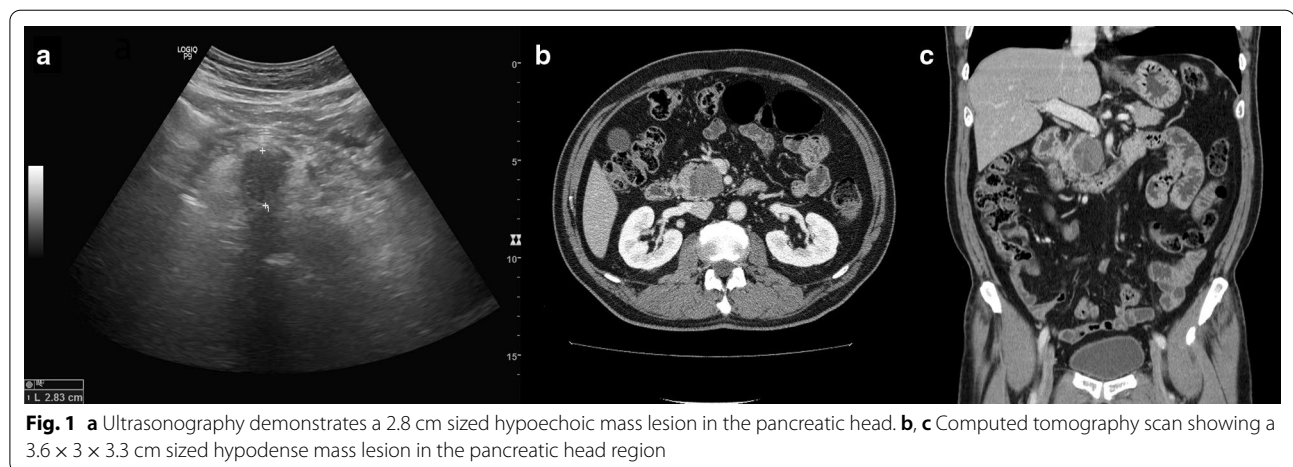 a
a
LOGIQ
P9
0
5
10
15
1 L 2.83 cm
b
c
Fig. 1 a Ultrasonography demonstrates a 2.8 cm sized hypoechoic mass lesion in the pancreatic head. b, c Computed tomography scan showing a
3.6 × 3 × 3.3 cm sized hypodense mass lesion in the pancreatic head region